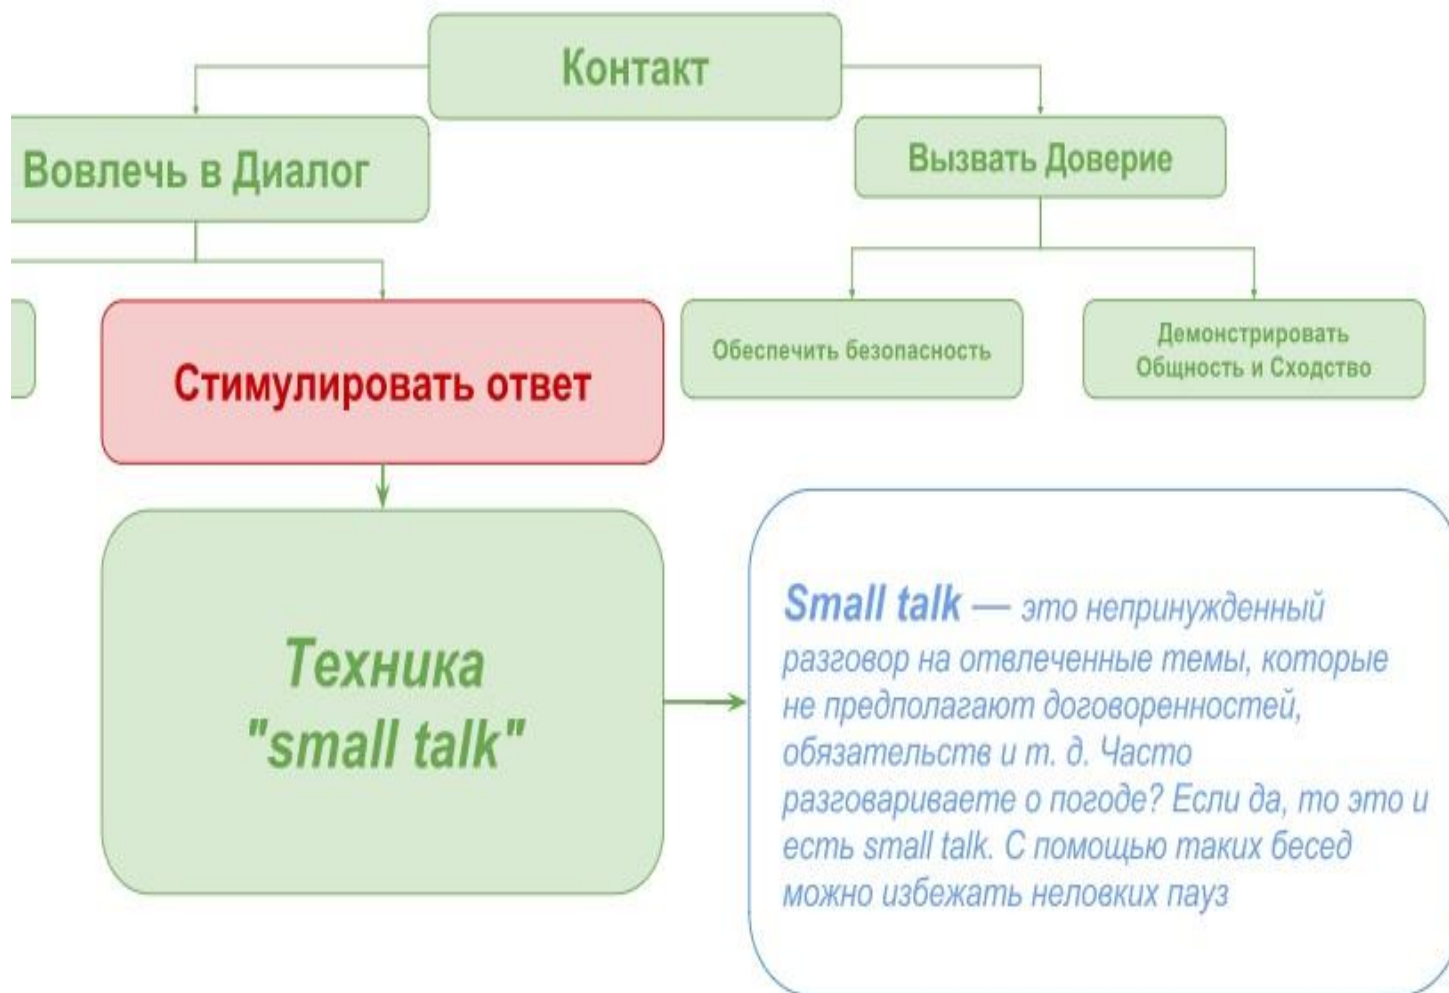 Контакт
Вовлечь в Диалог
Вызвать Доверие
Стимулировать ответ
Обеспечить безопасность
Демонстрировать
Общность и Сходство
Техника
"small talk"
Small talk — это непринужденный
разговор на отвлеченные темы, которые
не предполагают договоренностей,
обязательств и т. д. Часто
разговариваете о погоде? Если да, то это и
есть small talk. С помощью таких бесед
можно избежать неловких пауз